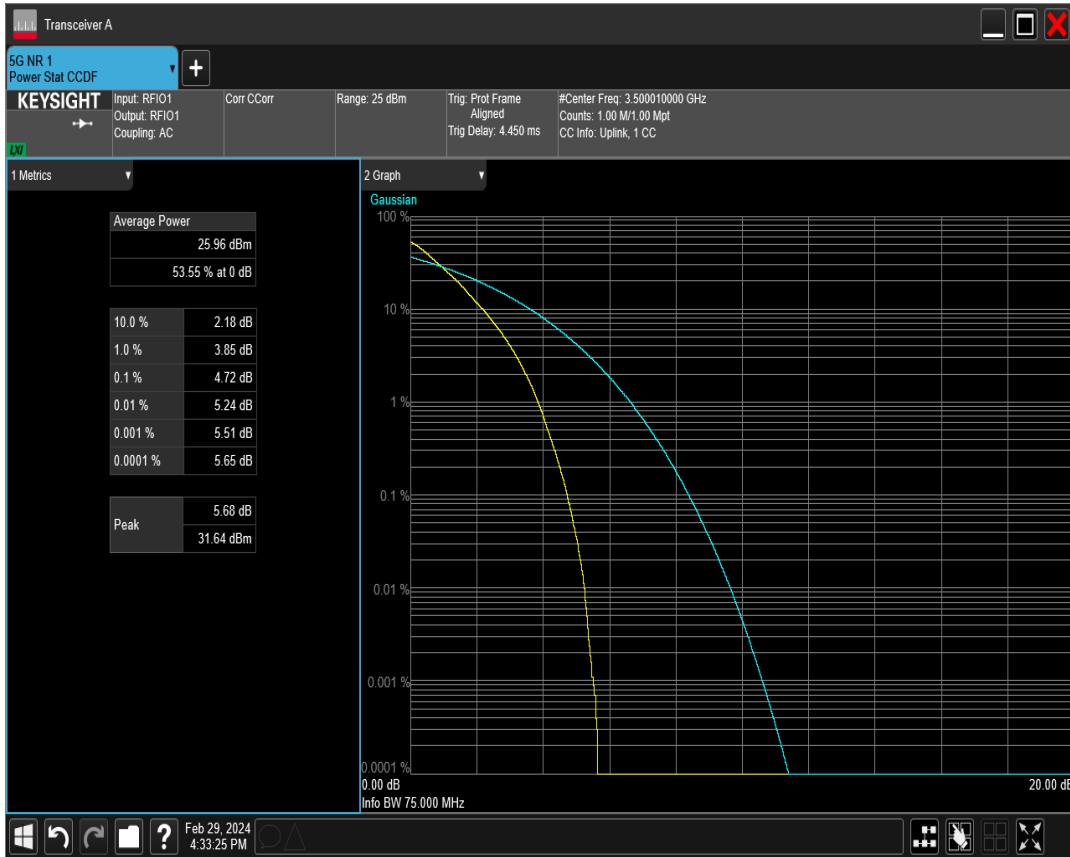 Transceiver A
5G NR 1
Power Stat CCDF
+
KEYSIGHT
LXI
Input: RFIO1
Output: RFIO1
Coupling: AC
Corr CCorr
Range: 25 dBm
Trig: Prot Frame
Aligned
Trig Delay: 4.450 ms
#Center Freq: 3.500010000 GHz
Counts: 1.00 M/1.00 Mpt
CC Info: Uplink, 1 CC
1 Metrics
Average Power
25.96 dBm
53.55 % at 0 dB
10.0 % 2.18 dB
1.0 % 3.85 dB
0.1 % 4.72 dB
0.01 % 5.24 dB
0.001 % 5.51 dB
0.0001 % 5.65 dB
Peak
5.68 dB
31.64 dBm
2 Graph
Gaussian
100 %
10 %
1 %
0.1 %
0.01 %
0.001 %
0.0001 %
0.00 dB
20.00 dB
Info BW 75.000 MHz
?
Feb 29, 2024
4:33:25 PM